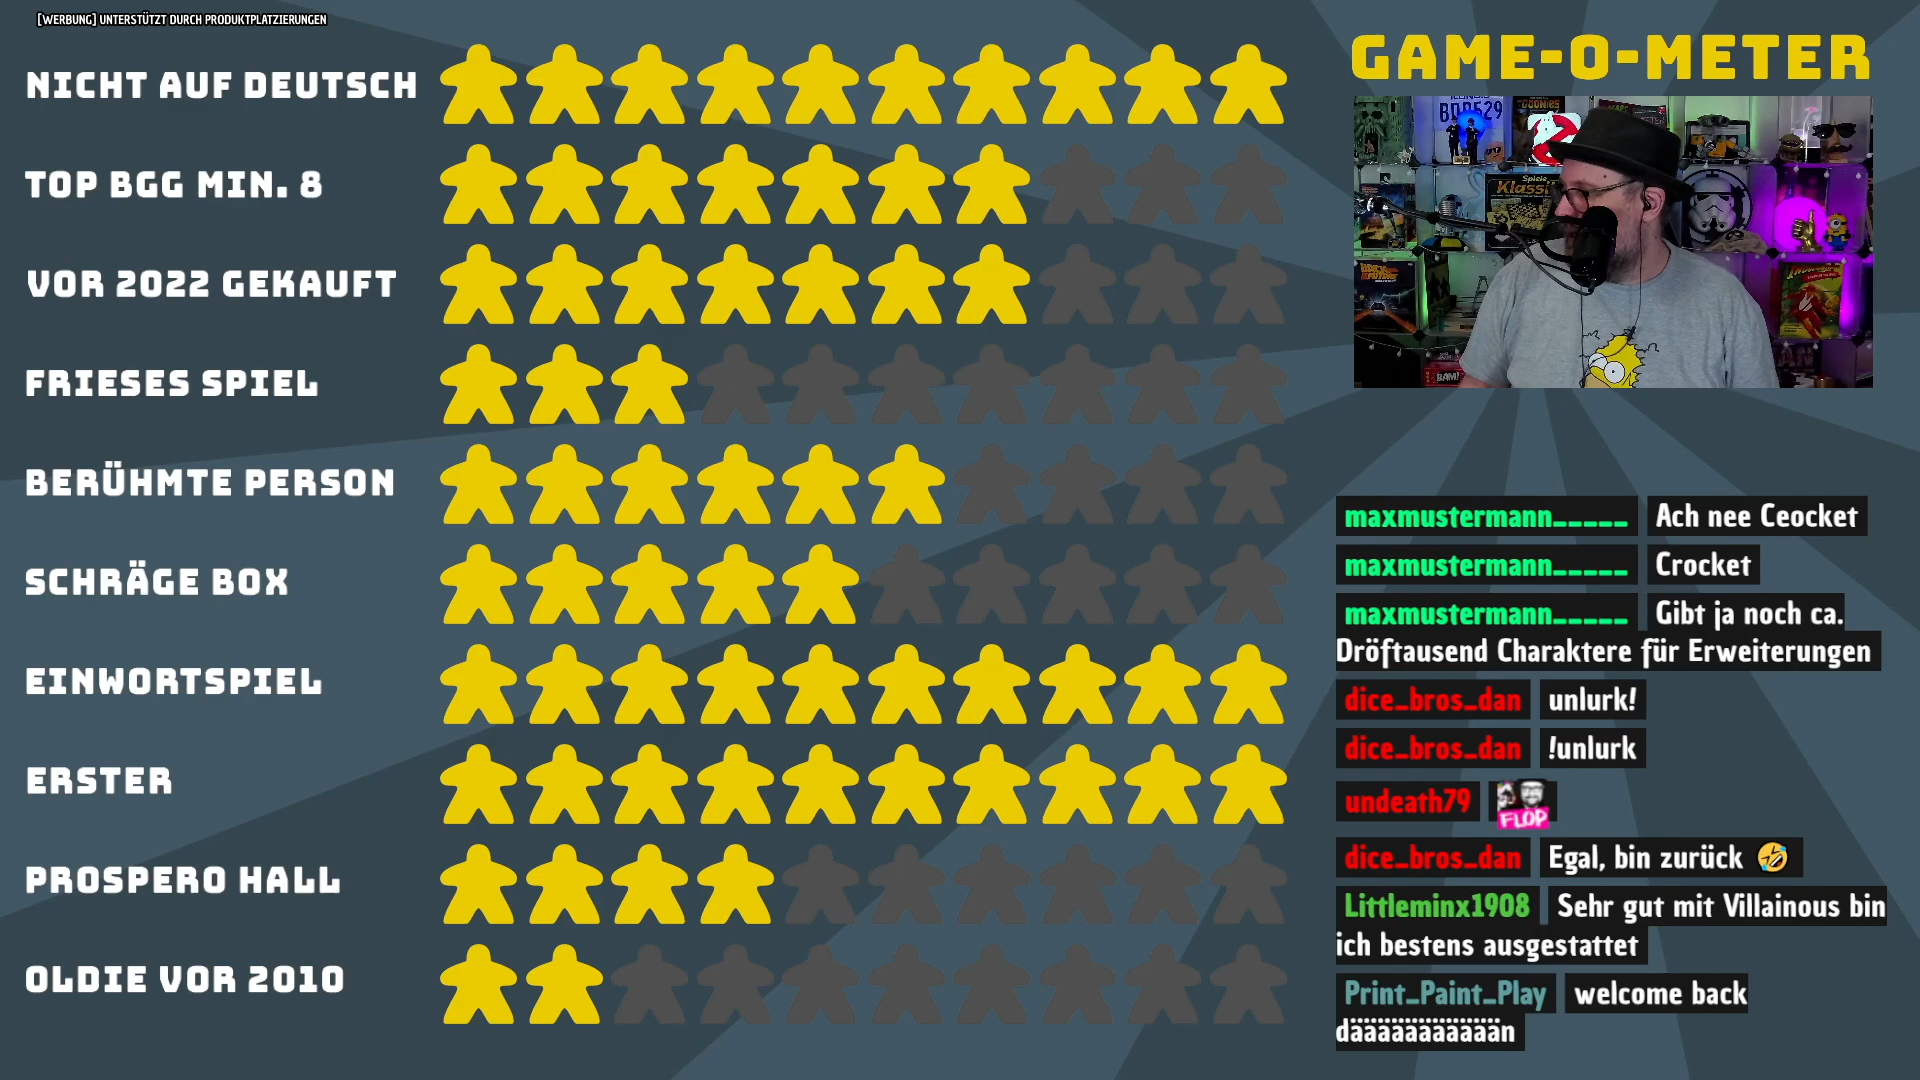 [WERBUNG] UNTERSTÜTZT DURCH PRODUKTPLATZIERUNGEN
GAME-O-METER
NICHT AUF DEUTSCH
TOP BGG MIN. 8
VOR 2022 GEKAUFT
FRIESES SPIEL
BERÜHMTE PERSON
SCHRÄGE BOX
EINWORTSPIEL
ERSTER
PROSPERO HALL
OLDIE VOR 2010
Spiele
BAM!
maxmustermann_____ Ach nee Ceocket
maxmustermann_____ Crocket
maxmustermann_____ Gibt ja noch ca.
Dröftausend Charaktere für Erweiterungen
dice_bros_dan unlurk!
dice_bros_dan !unlurk
undeath79 FLOP
dice_bros_dan Egal, bin zurück
Littleminx1908 Sehr gut mit Villainous bin
ich bestens ausgestattet
Print_Paint_Play welcome back
däääääääääään